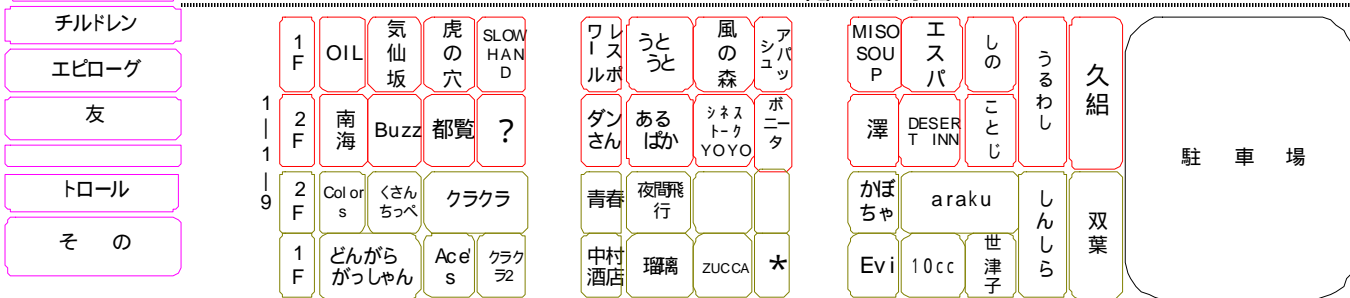 チルドレン
エピローグ
友
トロール
そ の
1 | 1 | 9
1F
OIL
気仙坂
虎の穴
SLOW
HAN
D
2F
南海
Buzz
都覧
?
2F
Color
s
くさん
ちっぺ
クラクラ
1F
どんがら
がっしゃん
Ace'
s
クラク
ラ2
レスポ
ワールル
うと
うと
風の森
アパッ
シュ
ダン
さん
ある
ぱか
シネス
トーク
YOYO
ボニータ
青春
夜間飛
行
中村
酒店
瑠璃
ZUCCA
*
MISO
SOU
P
エスパ
しの
うるわし
久絽
澤
DESER
T INN
ことじ
かぼ
ちゃ
araku
しんしら
双葉
Evi
10cc
世津子
駐 車 場